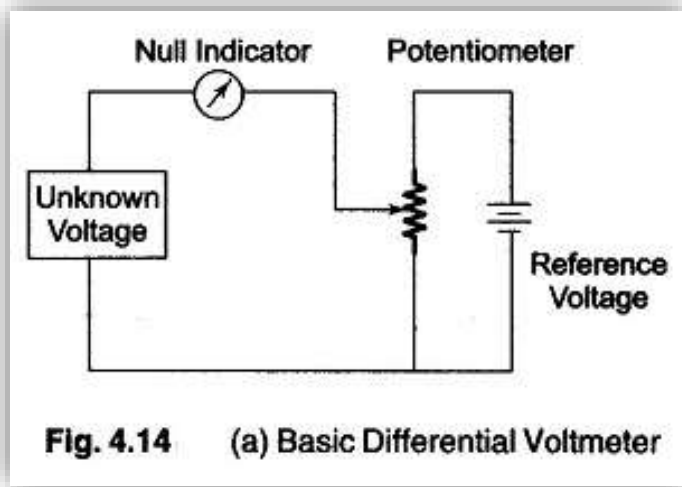 Null Indicator
Potentiometer
Unknown
Voltage
Reference
Voltage
Fig. 4.14 (a) Basic Differential Voltmeter